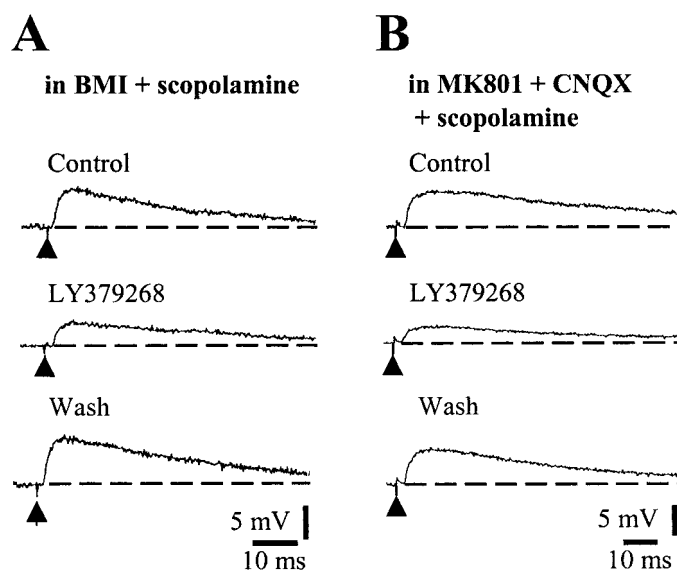 A
in BMI + scopolamine
Control
LY379268
Wash
5 mV
10 ms
B
in MK801 + CNQX
+ scopolamine
Control
LY379268
Wash
5 mV
10 ms